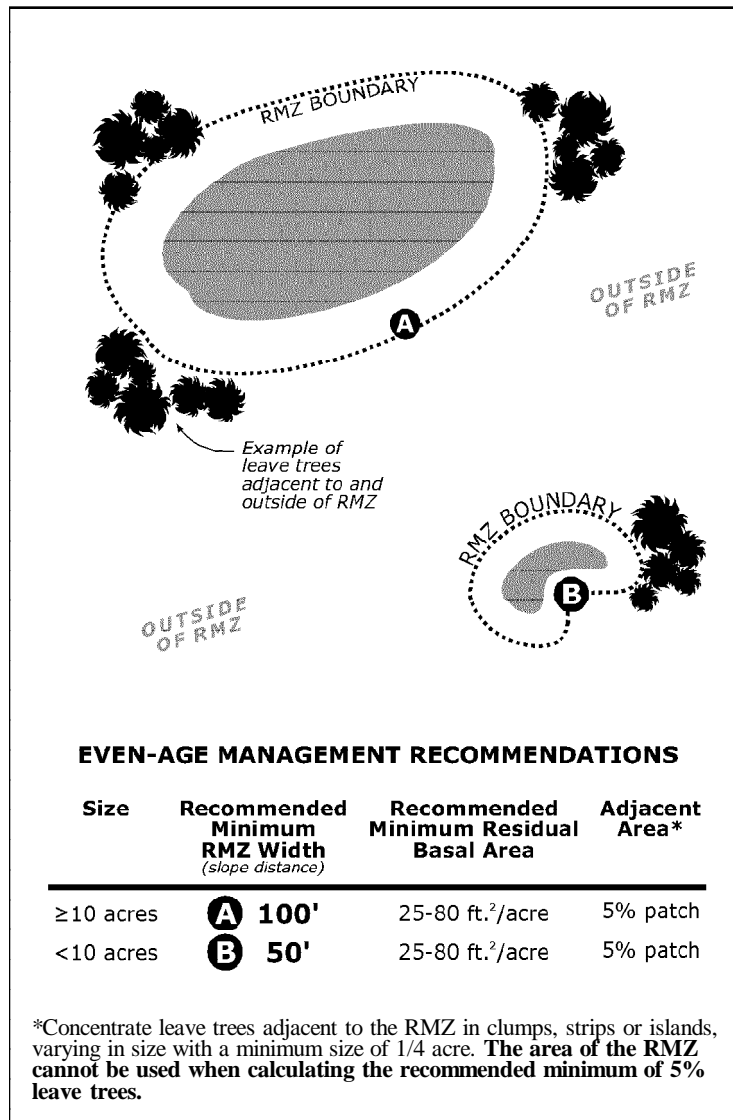 RMZ BOUNDARY
A
OUTSIDE
OF RMZ
Example of
leave trees
adjacent to and
outside of RMZ
RMZ BOUNDARY
B
OUTSIDE
OF RMZ
EVEN-AGE MANAGEMENT RECOMMENDATIONS
Size Recommended Minimum RMZ Width (slope distance) Recommended Minimum Residual Basal Area Adjacent Area*
≥10 acres A 100' 25-80 ft.²/acre 5% patch
<10 acres B 50' 25-80 ft.²/acre 5% patch
*Concentrate leave trees adjacent to the RMZ in clumps, strips or islands,
varying in size with a minimum size of 1/4 acre. The area of the RMZ
cannot be used when calculating the recommended minimum of 5%
leave trees.